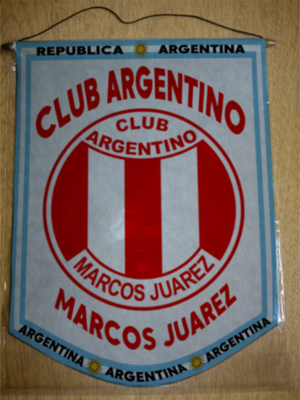 REPUBLICA ARGENTINA
CLUB ARGENTINO
CLUB
ARGENTINO
MARCOS JUAREZ
MARCOS JUAREZ
ARGENTINA ARGENTINA ARGENTINA